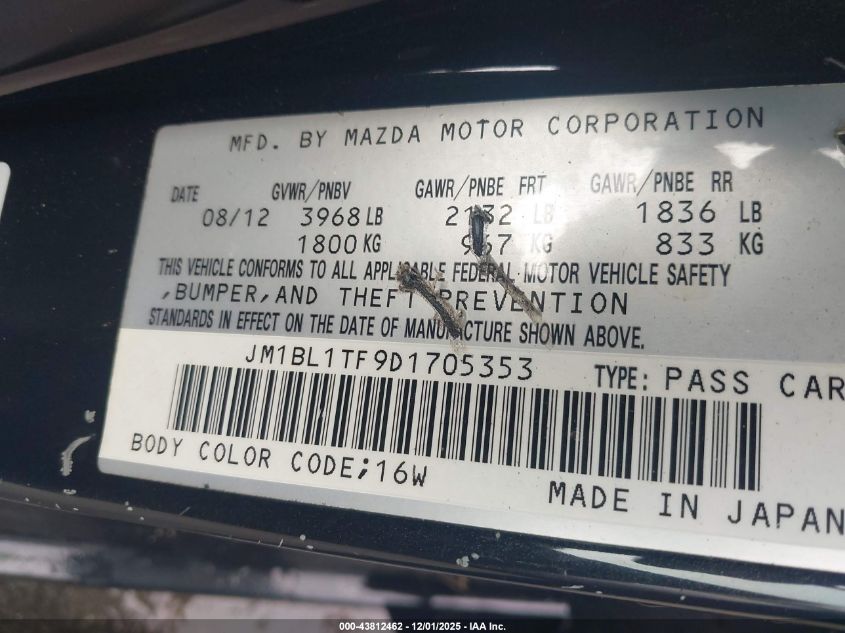 MFD. BY MAZDA MOTOR CORPORATION
DATE GVWR/PNBV GAWR/PNBE FRT GAWR/PNBE RR
08/12 3968 LB 2132 LB 1836 LB
1800 KG 967 KG 833 KG
THIS VEHICLE CONFORMS TO ALL APPLICABLE FEDERAL MOTOR VEHICLE SAFETY
,BUMPER,AND THEFT PREVENTION
STANDARDS IN EFFECT ON THE DATE OF MANUFACTURE SHOWN ABOVE.
JM1BL1TF9D1705353 TYPE: PASS CAR
BODY COLOR CODE;16W
MADE IN JAPAN
000-43812462 - 12/01/2025 - IAA Inc.